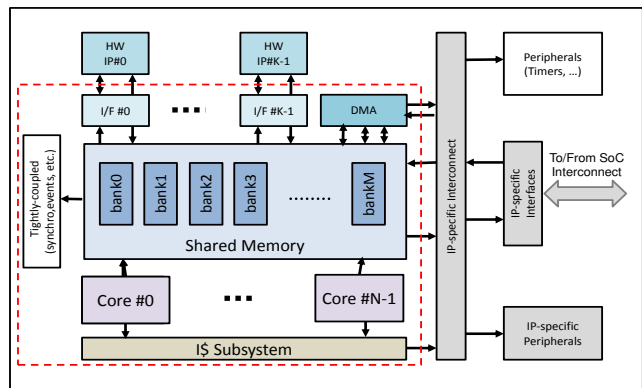 HW
IP#0
HW
IP#K-1
Peripherals
(Timers, ...)
I/F #0
I/F #K-1
DMA
Tightly-coupled
(synchro,events, etc.)
bank0
bank1
bank2
bank3
........
bankM
Shared Memory
IP-specific Interconnect
IP-specific
Interfaces
To/From SoC
Interconnect
Core #0
Core #N-1
I$ Subsystem
IP-specific
Peripherals